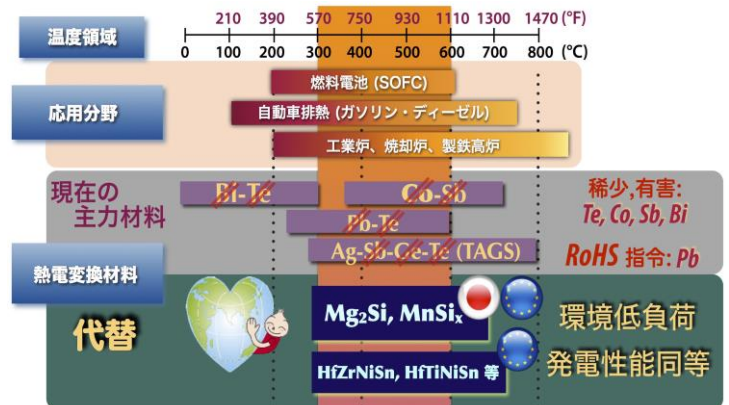 温度領域
210 390 570 750 930 1110 1300 1470 (°F)
0 100 200 300 400 500 600 700 800 (°C)
応用分野
燃料電池 (SOFC)
自動車排熱 (ガソリン・ディーゼル)
工業炉、焼却炉、製鉄高炉
熱電変換材料
現在の
主力材料
Bi-Te
Co-Sb
Pb-Te
Ag-Sb-Ge-Te (TAGS)
稀少,有害:
Te, Co, Sb, Bi
RoHS 指令: Pb
代替
Mg₂Si, MnSiₓ
HfZrNiSn, HfTiNiSn 等
環境低負荷
発電性能同等